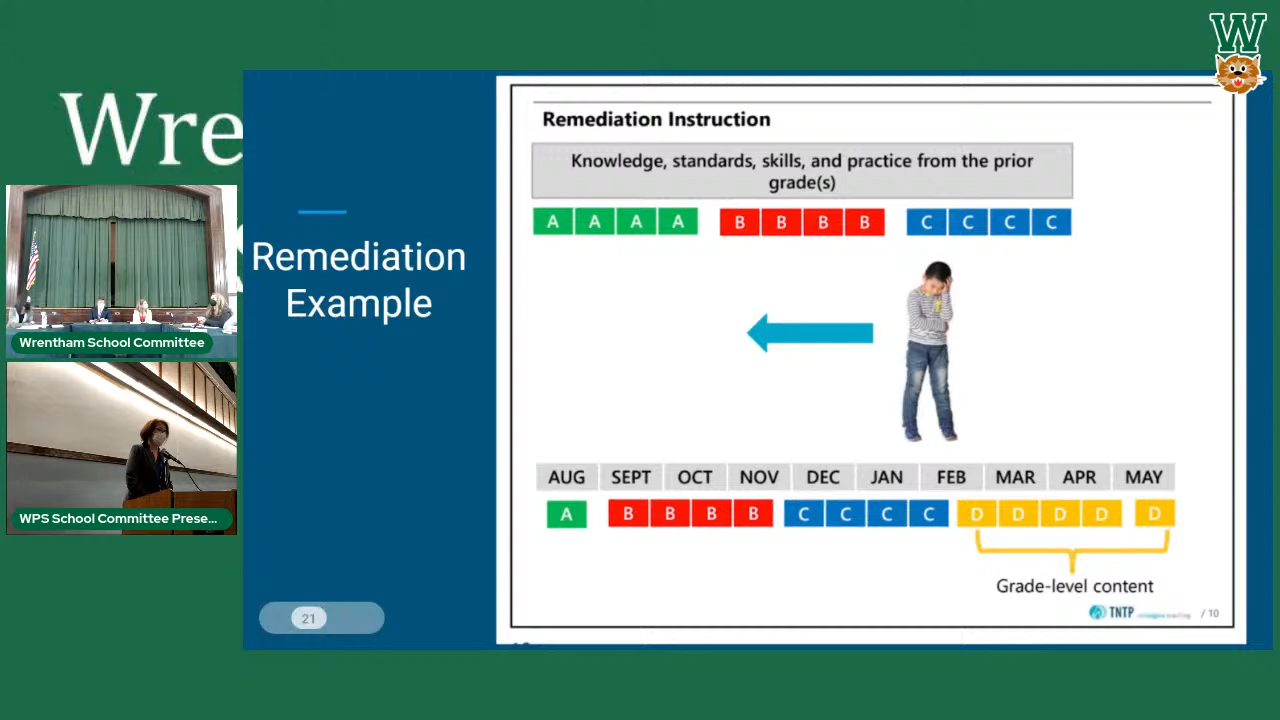 W
Wre
Remediation
Example
Wrentham School Committee
WPS School Committee Prese...
21
Remediation Instruction
Knowledge, standards, skills, and practice from the prior
grade(s)
A A A A B B B B C C C C
AUG SEPT OCT NOV DEC JAN FEB MAR APR MAY
A B B B B C C C C D D D D D
Grade-level content
TNTP / 10